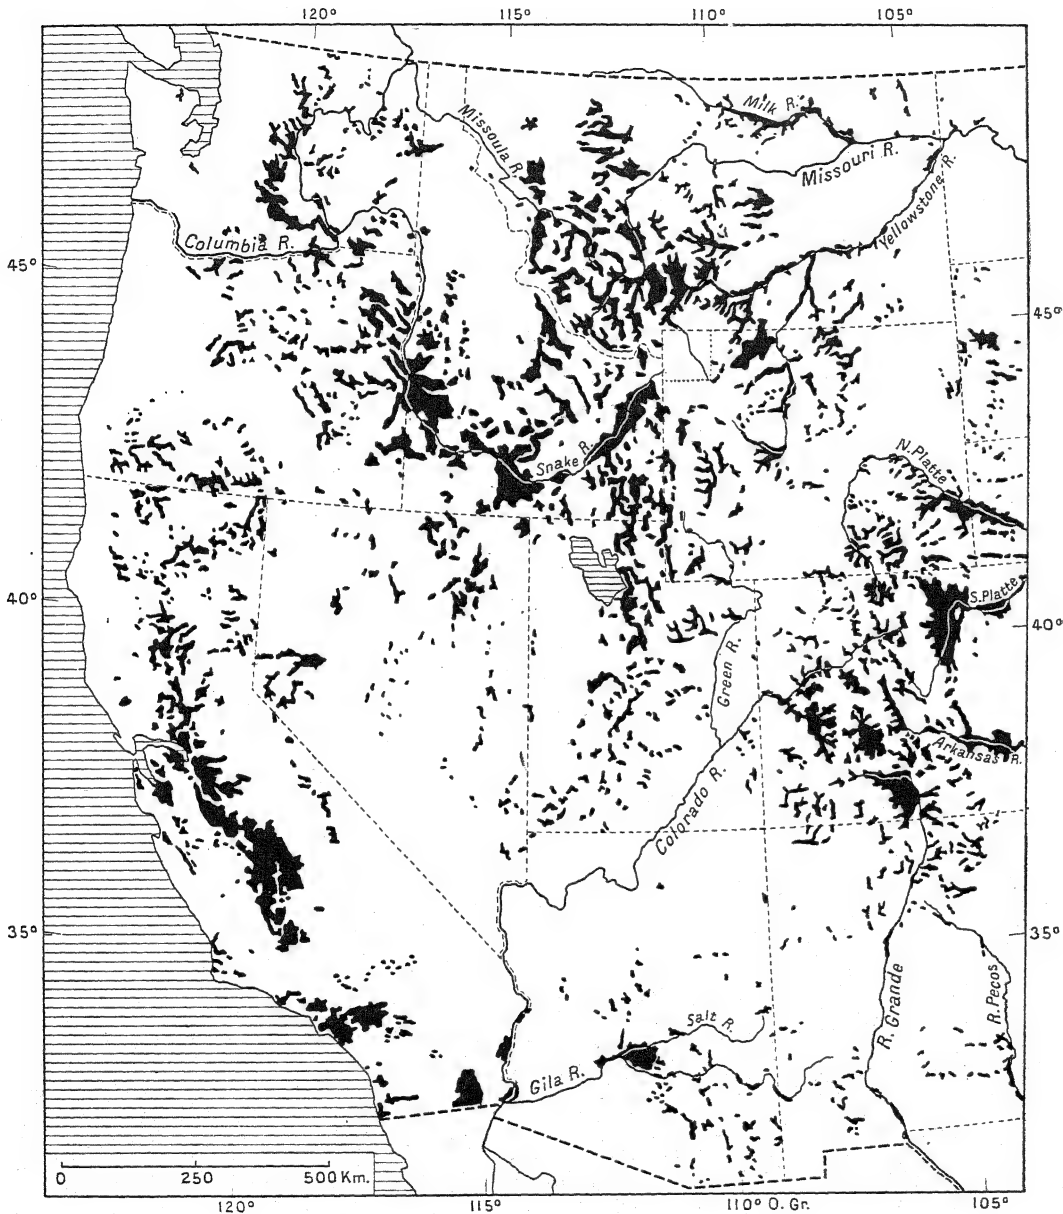 120°
115°
110°
105°
Milk R.
Missoula R.
Missouri R.
Yellowstone R.
Columbia R.
45°
45°
Snake R.
N. Platte
S. Platte
40°
40°
Green R.
Arkansas R.
Colorado R.
35°
35°
R. Grande
R. Pecos
Salt R.
Gila R.
0 250 500 Km.
120°
115°
110° O. Gr.
105°